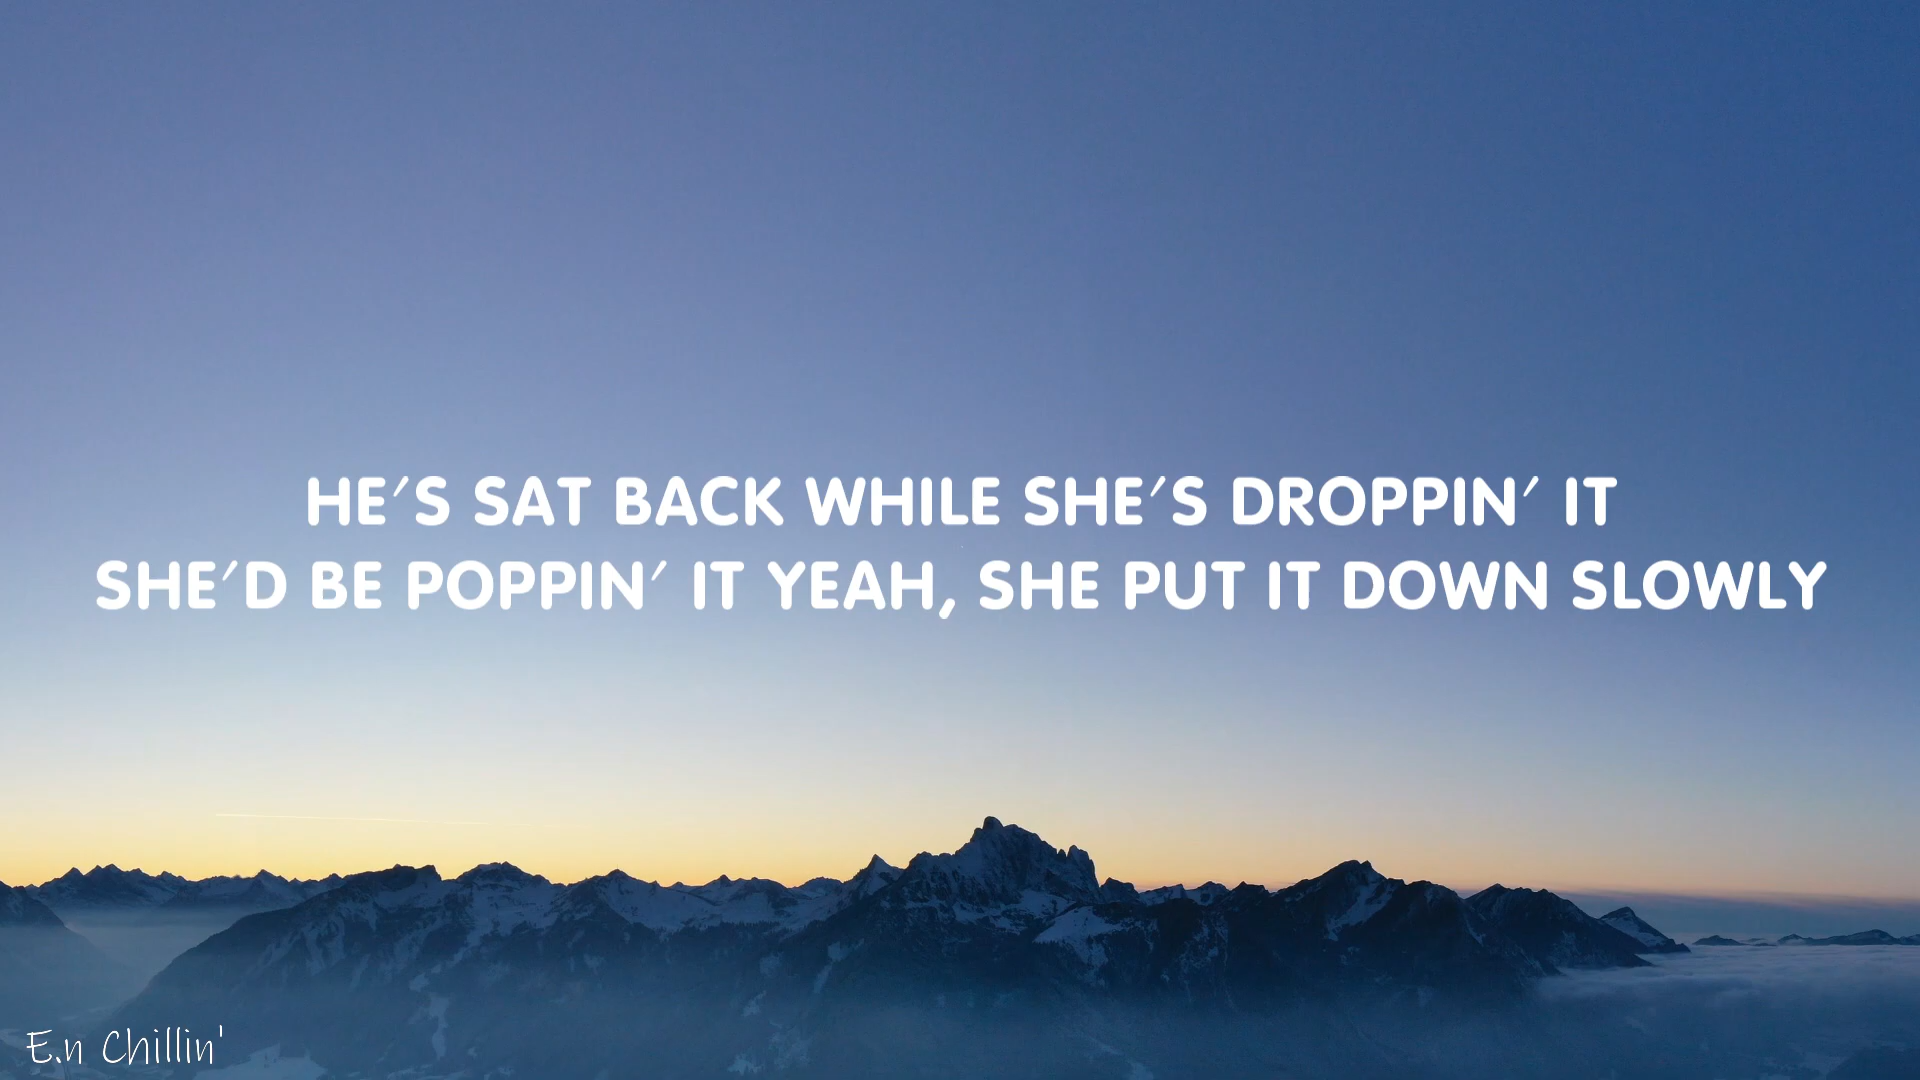 HE'S SAT BACK WHILE SHE'S DROPPIN' IT
SHE'D BE POPPIN' IT YEAH, SHE PUT IT DOWN SLOWLY
E.n Chillin'